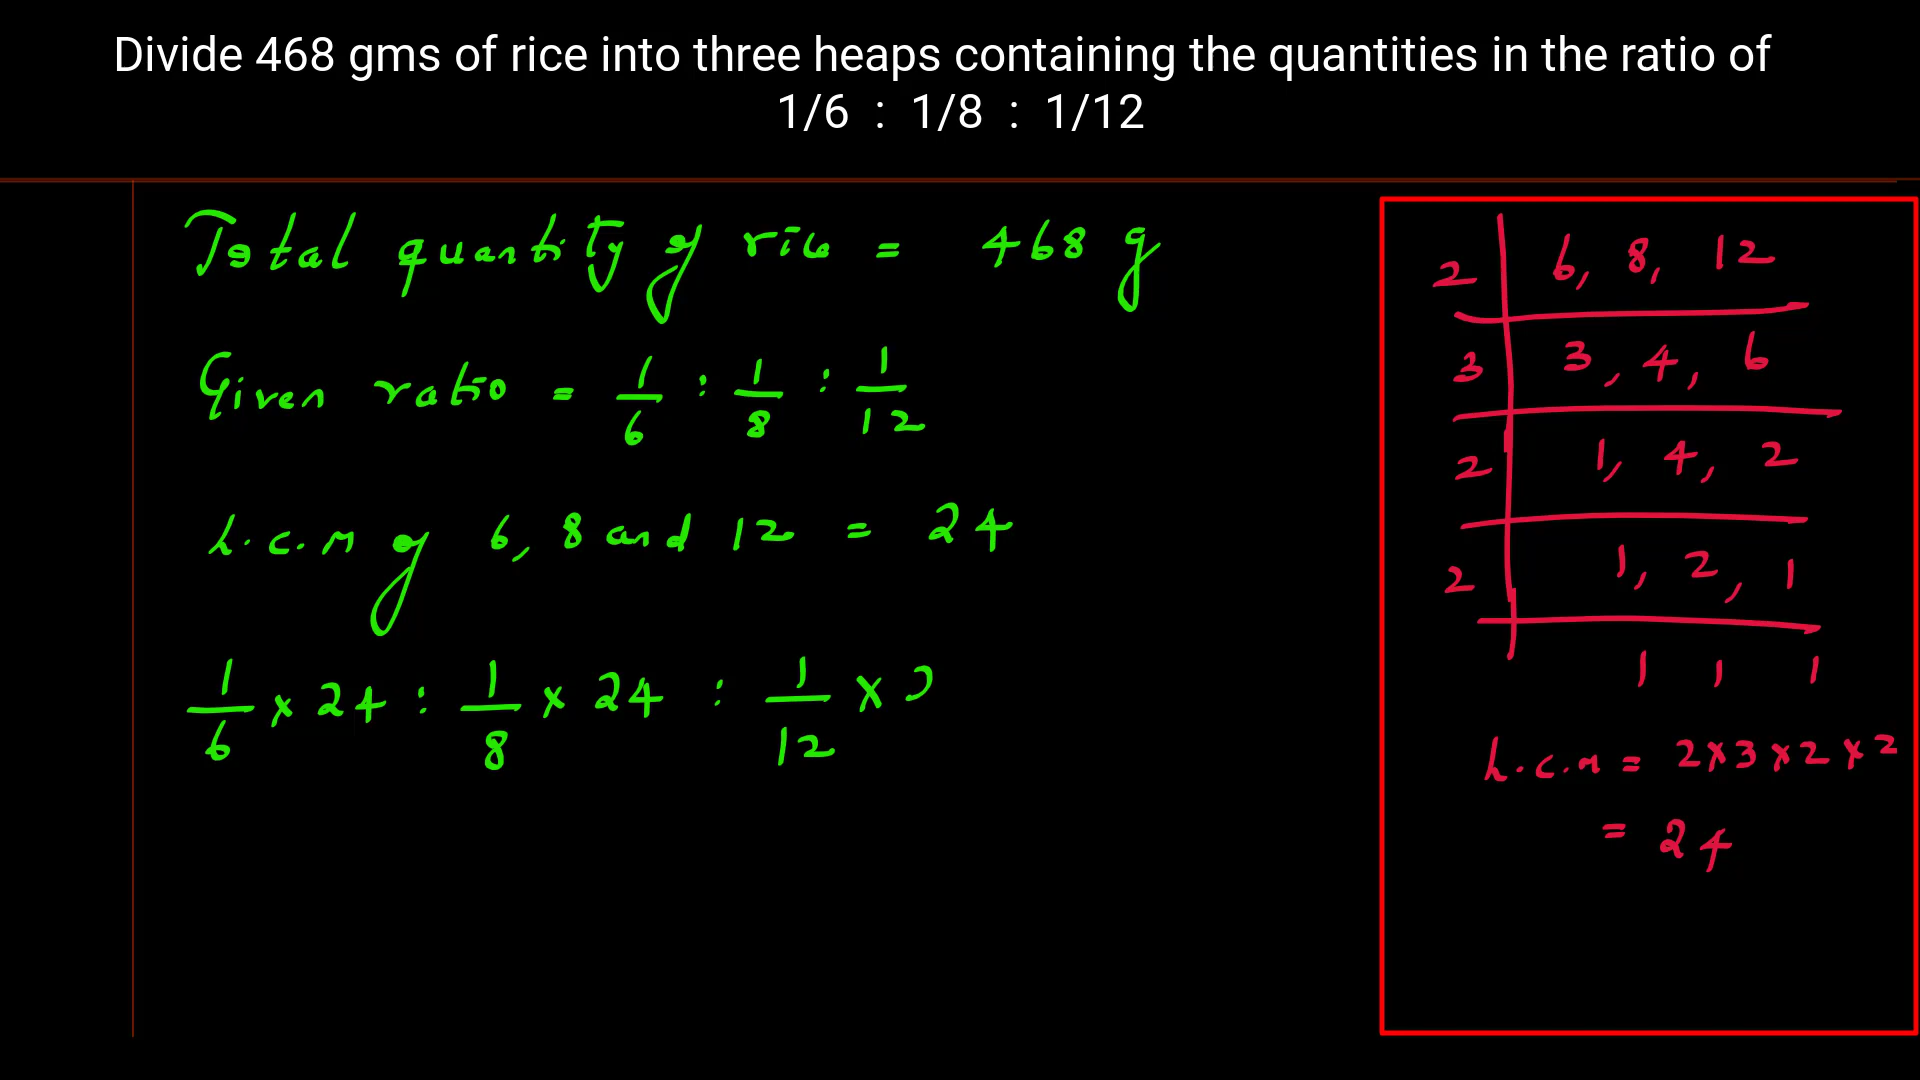 Divide 468 gms of rice into three heaps containing the quantities in the ratio of
1/6 : 1/8 : 1/12
Total quantity of rice = 468 g
Given ratio = 1/6 : 1/8 : 1/12
L.C.M of 6, 8 and 12 = 24
1/6 × 24 : 1/8 × 24 : 1/12 ×
2 | 6, 8, 12
3 | 3, 4, 6
2 | 1, 4, 2
2 | 1, 2, 1
1 1 1
L.C.M = 2×3×2×2
= 24